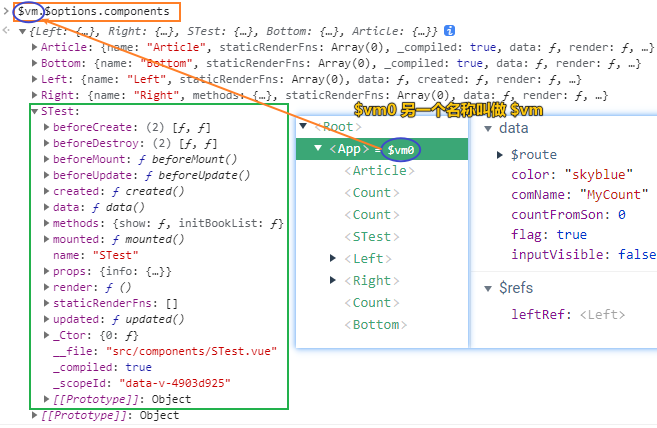 $vm.$options.components
{Left: {…}, Right: {…}, STest: {…}, Bottom: {…}, Article: {…}}
Article: {name: "Article", staticRenderFns: Array(0), _compiled: true, data: ƒ, render: ƒ, …}
Bottom: {name: "Bottom", staticRenderFns: Array(0), _compiled: true, data: ƒ, render: ƒ, …}
Left: {name: "Left", staticRenderFns: Array(0), data: ƒ, created: ƒ, render: ƒ, …}
Right: {name: "Right", methods: {…}, staticRenderFns: Array(0), data: ƒ, render: ƒ, …}
STest:
beforeCreate: (2) [ƒ, ƒ]
beforeDestroy: (2) [ƒ, ƒ]
beforeMount: ƒ beforeMount()
beforeUpdate: ƒ beforeUpdate()
created: ƒ created()
data: ƒ data()
methods: {show: ƒ, initBookList: ƒ}
mounted: ƒ mounted()
name: "STest"
props: {info: {…}}
render: ƒ ()
staticRenderFns: []
updated: ƒ updated()
_Ctor: {0: ƒ}
__file: "src/components/STest.vue"
_compiled: true
_scopeId: "data-v-4903d925"
[[Prototype]]: Object
[[Prototype]]: Object
$vm0 另一个名称叫做 $vm
<Root>
<App> = $vm0
<Article>
<Count>
<Count>
<STest>
<Left>
<Right>
<Count>
<Bottom>
data
$route
color: "skyblue"
comName: "MyCount"
countFromSon: 0
flag: true
inputVisible: false
$refs
leftRef: <Left>